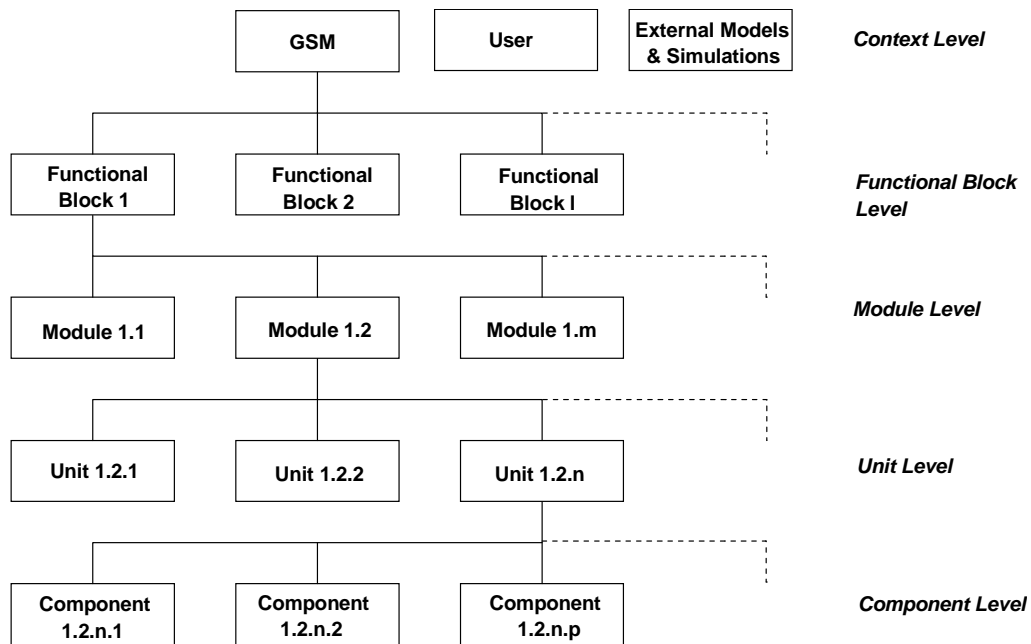 GSM
User
External Models
& Simulations
Context Level
Functional
Block 1
Functional
Block 2
Functional
Block l
Functional Block
Level
Module 1.1
Module 1.2
Module 1.m
Module Level
Unit 1.2.1
Unit 1.2.2
Unit 1.2.n
Unit Level
Component
1.2.n.1
Component
1.2.n.2
Component
1.2.n.p
Component Level